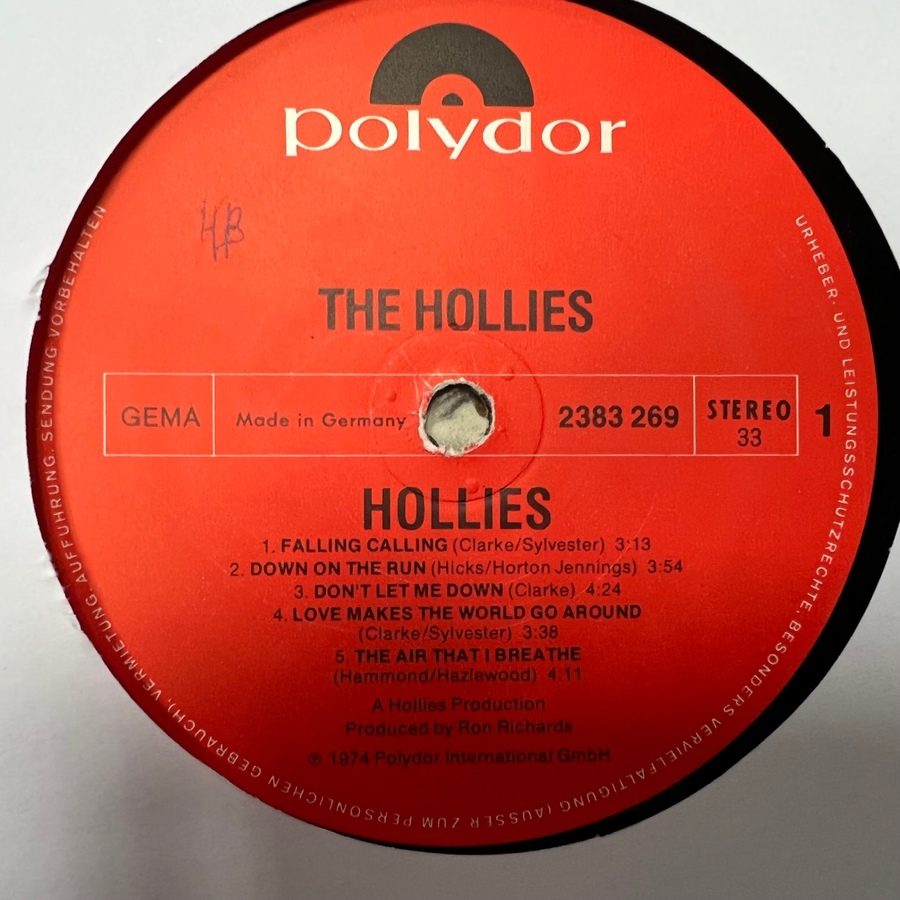 polydor
HB
THE HOLLIES
GEMA
Made in Germany
2383 269
STEREO
33
1
HOLLIES
1. FALLING CALLING (Clarke/Sylvester) 3:13
2. DOWN ON THE RUN (Hicks/Horton Jennings) 3:54
3. DON'T LET ME DOWN (Clarke) 4:24
4. LOVE MAKES THE WORLD GO AROUND
(Clarke/Sylvester) 3:38
5. THE AIR THAT I BREATHE
(Hammond/Hazlewood) 4:11
A Hollies Production
Produced by Ron Richards
℗ 1974 Polydor International GmbH
URHEBER- UND LEISTUNGSSCHUTZRECHTE, BESONDERS VERVIELFÄLTIGUNG (AUSSER ZUM PERSÖNLICHEN GEBRAUCH), VERMIETUNG, AUFFÜHRUNG, SENDUNG VORBEHALTEN